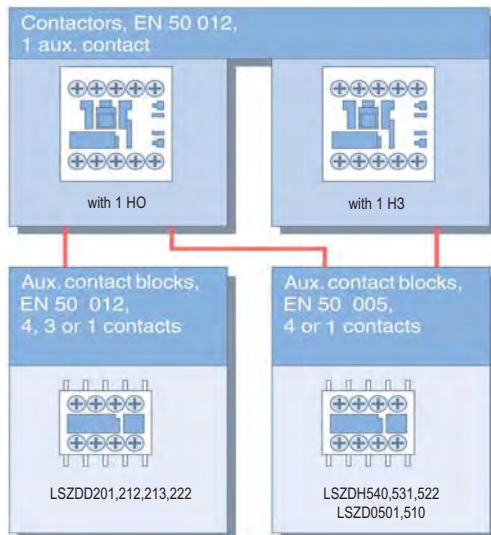 Contactors, EN 50 012,
1 aux. contact
with 1 HO
with 1 H3
Aux. contact blocks,
EN 50 012,
4, 3 or 1 contacts
LSZDD201,212,213,222
Aux. contact blocks,
EN 50 005,
4 or 1 contacts
LSZDH540,531,522
LSZD0501,510